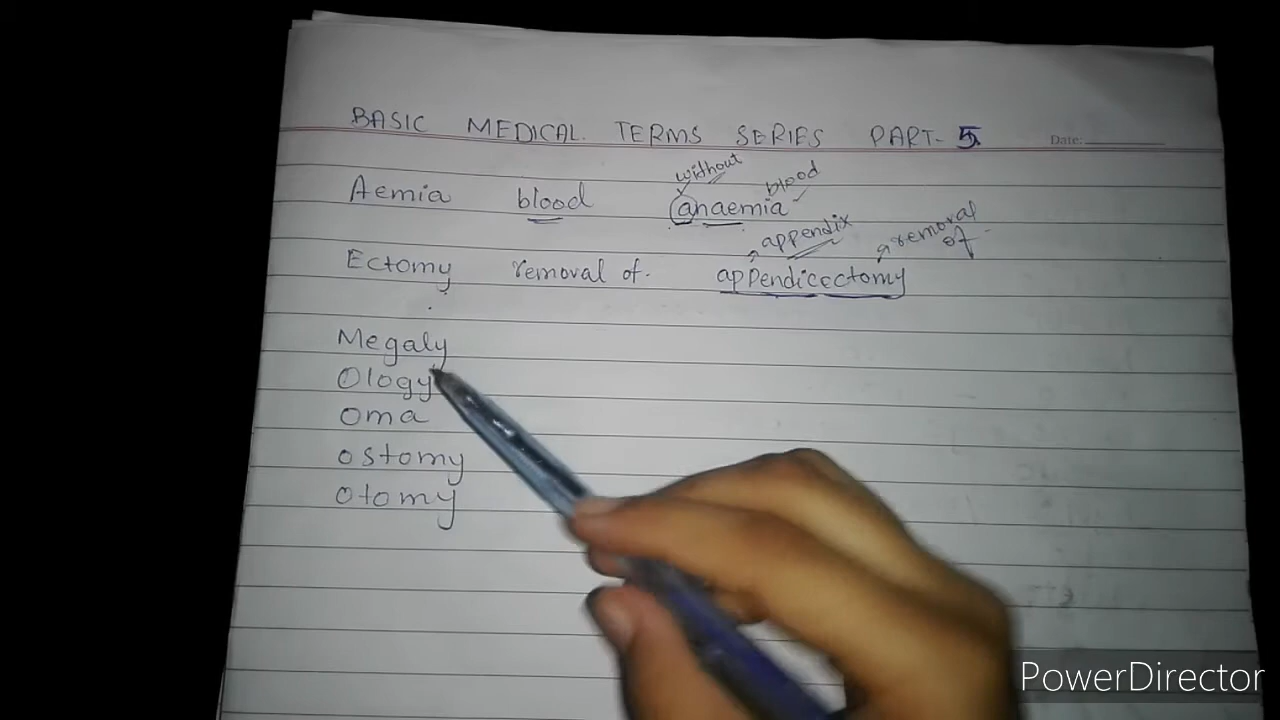 BASIC MEDICAL TERMS SERIES PART-5
Date:
without
blood
Aemia blood anaemia
appendix
removal of
Ectomy removal of. appendicectomy
Megaly
Ology
Oma
ostomy
Otomy
PowerDirector